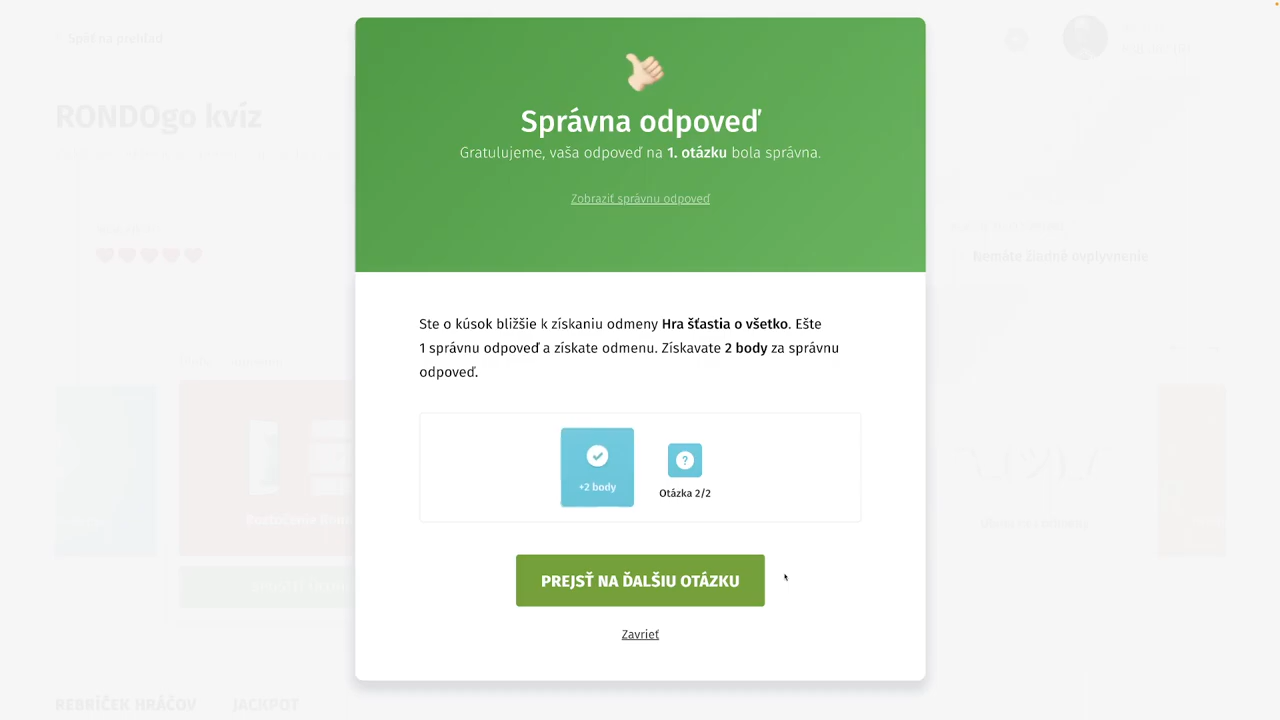 Späť na prehľad
RONDOgo kvíz
Správna odpoveď
Gratulujeme, vaša odpoveď na 1. otázku bola správna.
Zobraziť správnu odpoveď
Nemáte žiadne ovplyvnenie
Ste o kúsok bližšie k získaniu odmeny Hra šťastia o všetko. Ešte
1 správnu odpoveď a získate odmenu. Získavate 2 body za správnu
odpoveď.
+2 body
?
Otázka 2/2
PREJSŤ NA ĎALŠIU OTÁZKU
Zavrieť
REBRÍČEK HRÁČOV
JACKPOT